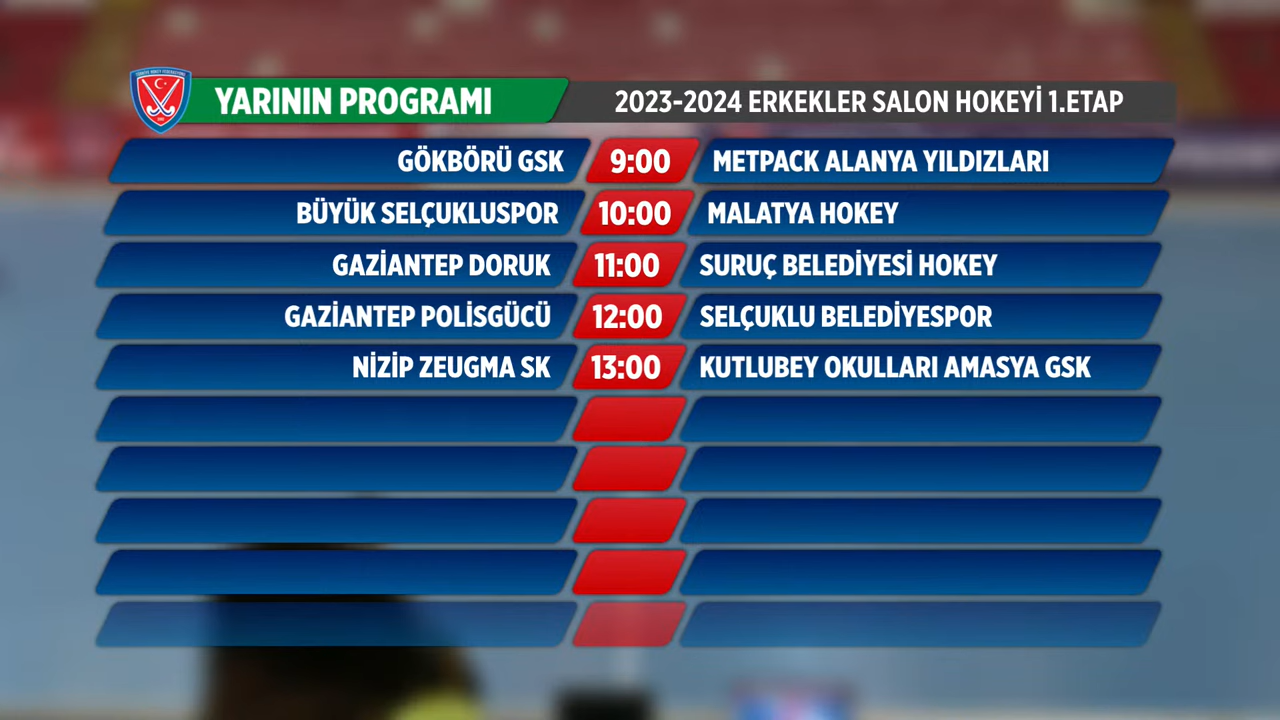 YARININ PROGRAMI
2023-2024 ERKEKLER SALON HOKEYİ 1.ETAP
GÖKBÖRÜ GSK 9:00 METPACK ALANYA YILDIZLARI
BÜYÜK SELÇUKLUSPOR 10:00 MALATYA HOKEY
GAZİANTEP DORUK 11:00 SURUÇ BELEDİYESİ HOKEY
GAZİANTEP POLİSGÜCÜ 12:00 SELÇUKLU BELEDİYESPOR
NİZİP ZEUGMA SK 13:00 KUTLUBEY OKULLARI AMASYA GSK